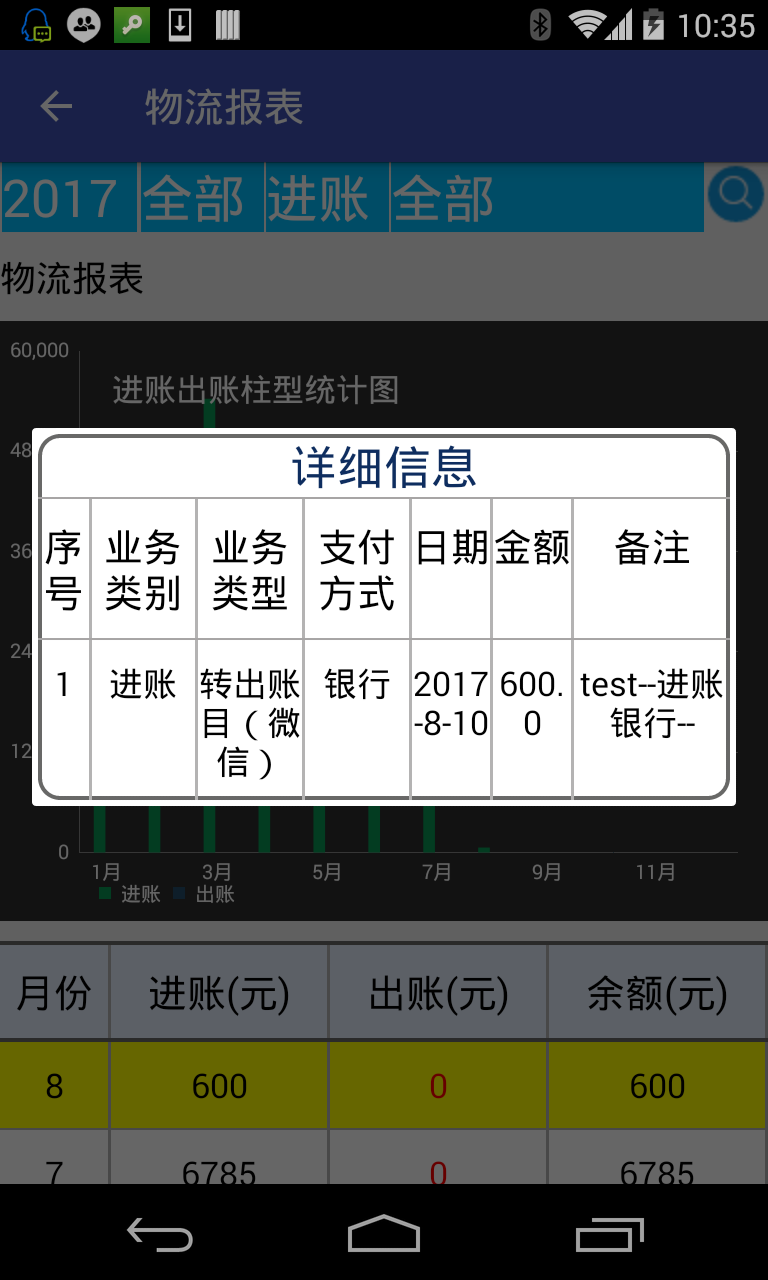 10:35
物流报表
2017 全部 进账 全部
物流报表
60,000
进账出账柱型统计图
48
详细信息
序号 业务类别 业务类型 支付方式 日期 金额 备注
36
24
1 进账 转出账目（微信） 银行 2017-8-10 600.0 test--进账银行--
12
0
1月 3月 5月 7月 9月 11月
进账 出账
月份 进账(元) 出账(元) 余额(元)
8 600 0 600
7 6785 0 6785